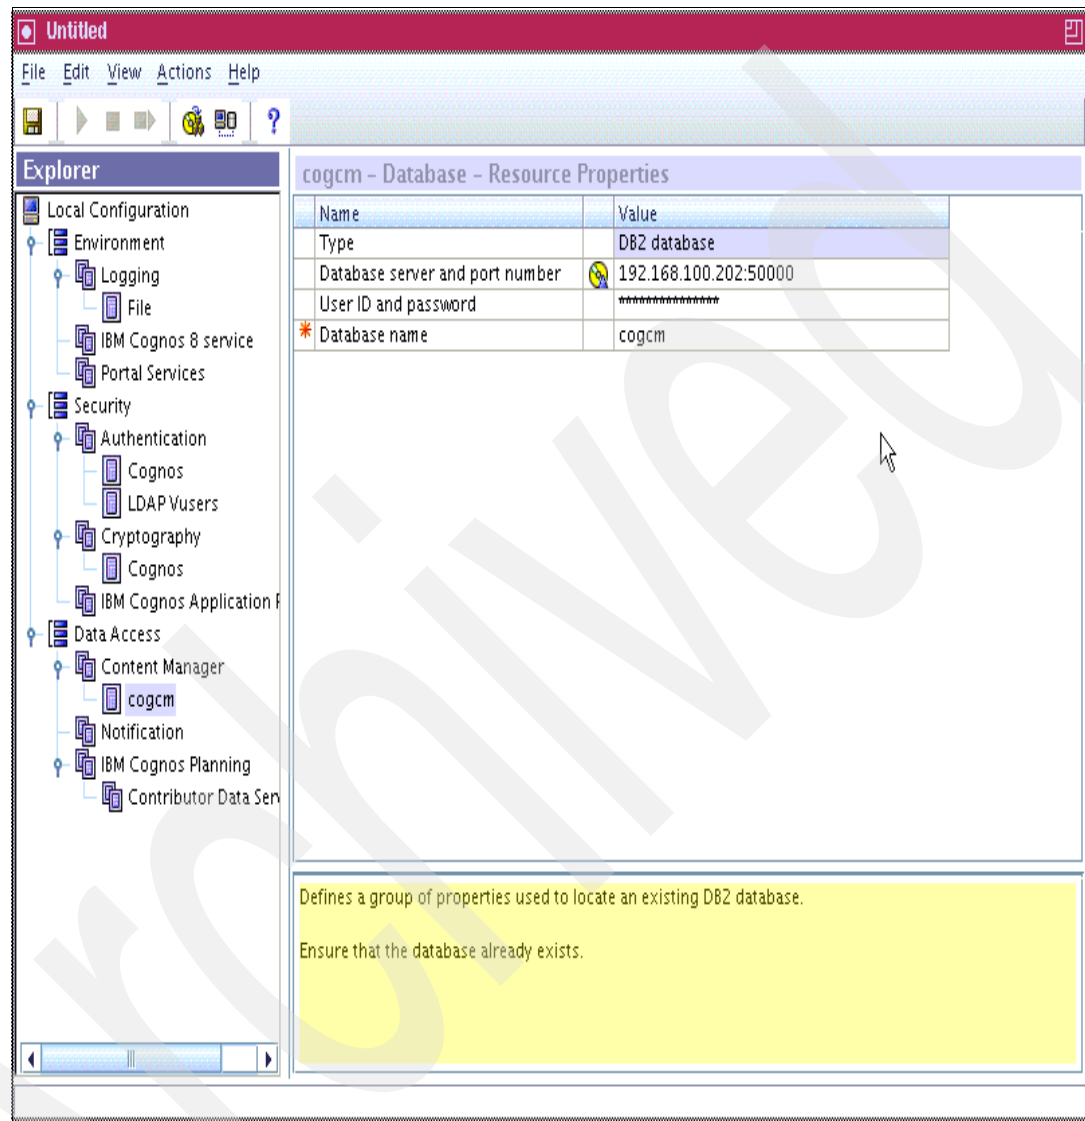 Untitled
File Edit View Actions Help
?
Explorer
Local Configuration
Environment
Logging
File
IBM Cognos 8 service
Portal Services
Security
Authentication
Cognos
LDAP Vusers
Cryptography
Cognos
IBM Cognos Application
Data Access
Content Manager
cogcm
Notification
IBM Cognos Planning
Contributor Data Ser
cogcm – Database – Resource Properties
Name Value
Type DB2 database
Database server and port number 192.168.100.202:50000
User ID and password ***************
* Database name cogcm
Defines a group of properties used to locate an existing DB2 database.
Ensure that the database already exists.
rchived